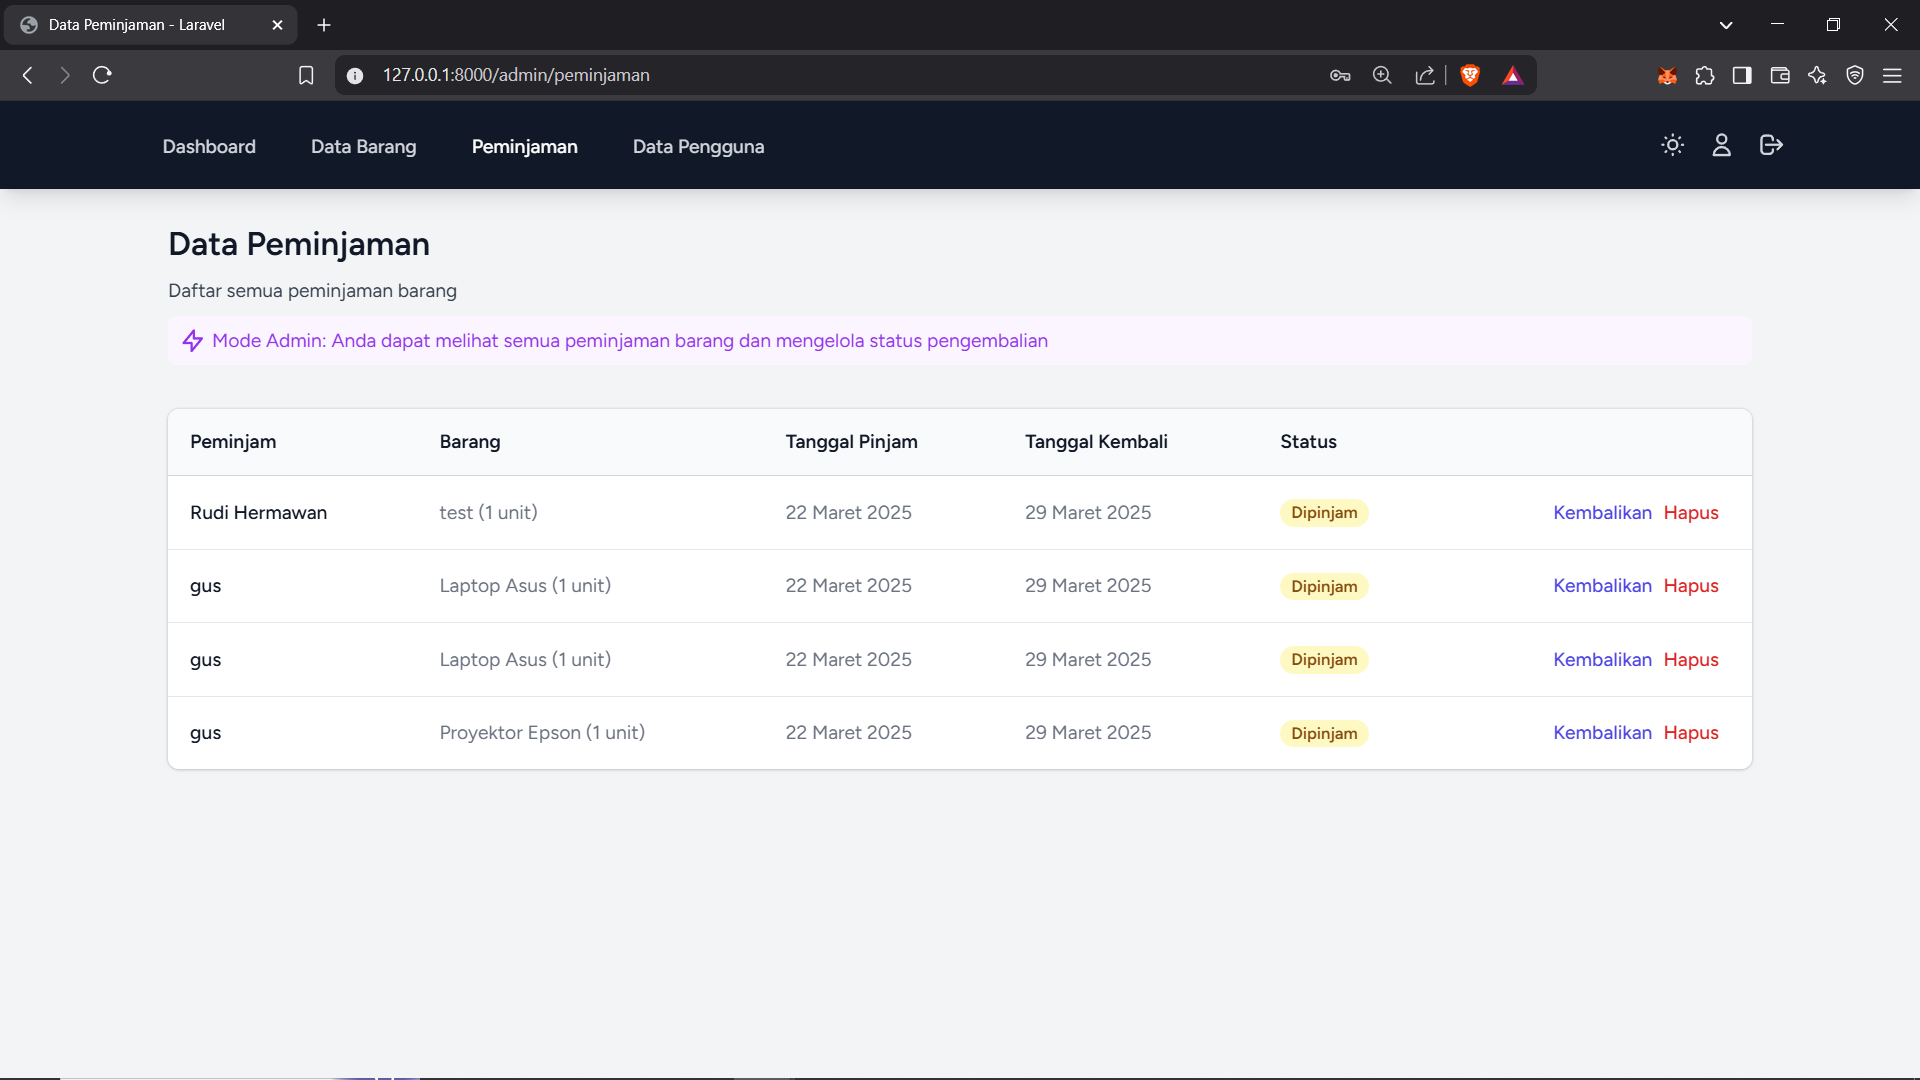 Data Peminjaman - Laravel
127.0.0.1:8000/admin/peminjaman
Dashboard Data Barang Peminjaman Data Pengguna
Data Peminjaman
Daftar semua peminjaman barang
Mode Admin: Anda dapat melihat semua peminjaman barang dan mengelola status pengembalian
Peminjam Barang Tanggal Pinjam Tanggal Kembali Status
Rudi Hermawan test (1 unit) 22 Maret 2025 29 Maret 2025 Dipinjam Kembalikan Hapus
gus Laptop Asus (1 unit) 22 Maret 2025 29 Maret 2025 Dipinjam Kembalikan Hapus
gus Laptop Asus (1 unit) 22 Maret 2025 29 Maret 2025 Dipinjam Kembalikan Hapus
gus Proyektor Epson (1 unit) 22 Maret 2025 29 Maret 2025 Dipinjam Kembalikan Hapus